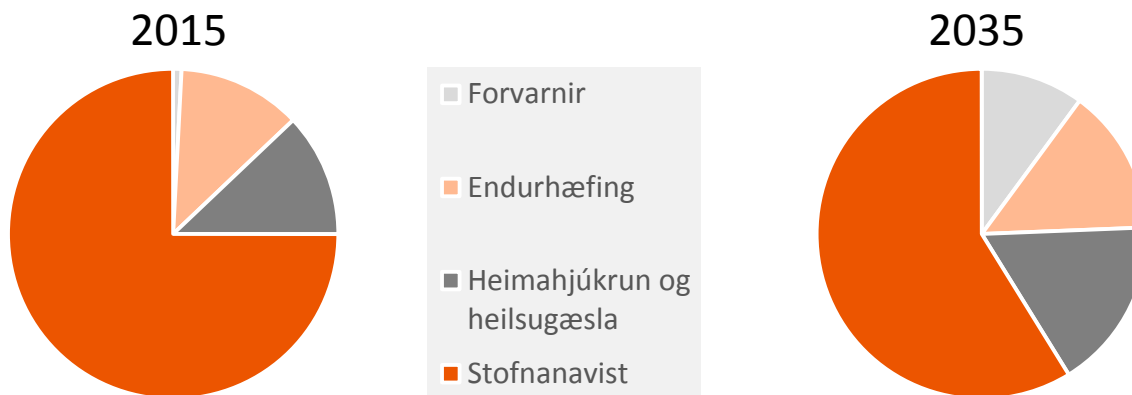 2015
2035
Forvarnir
Endurhæfing
Heimahjúkrun og
heilsugæsla
Stofnanavist